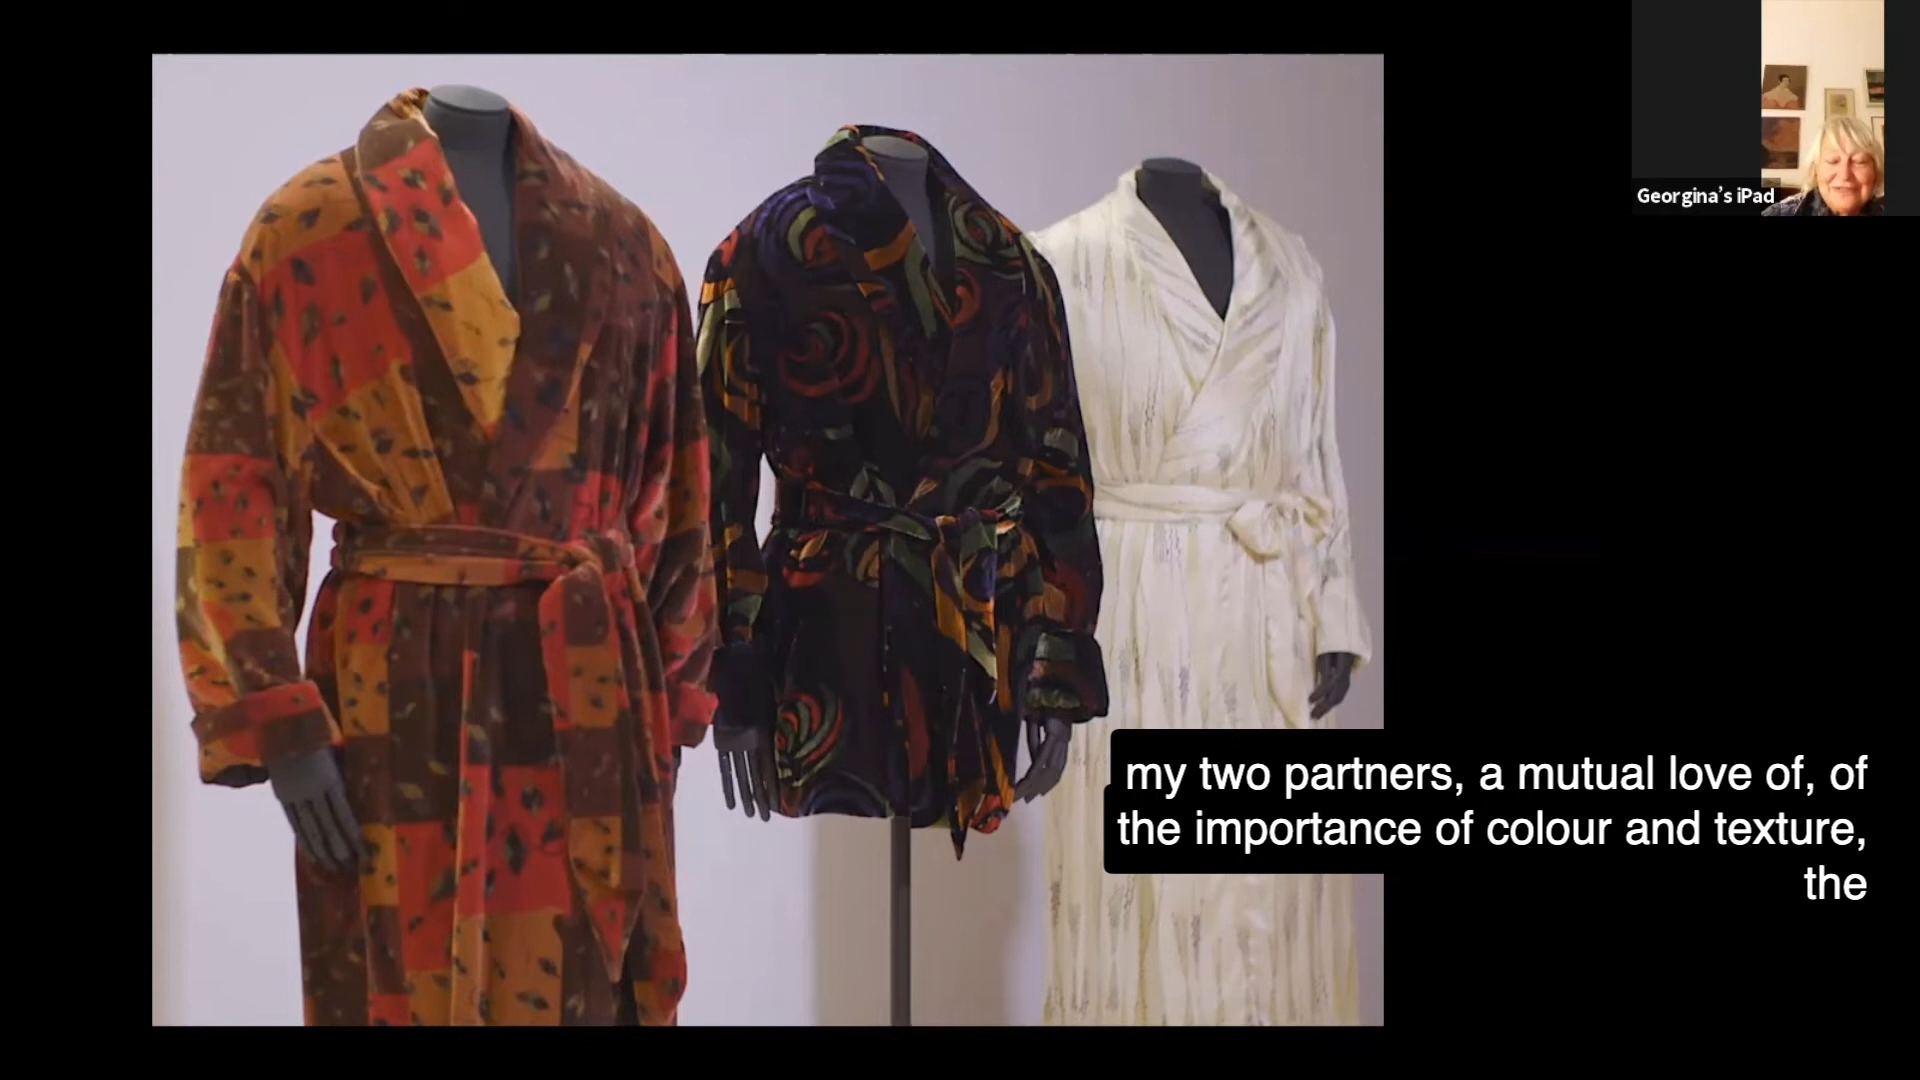 Georgina's iPad
my two partners, a mutual love of, of
the importance of colour and texture,
the